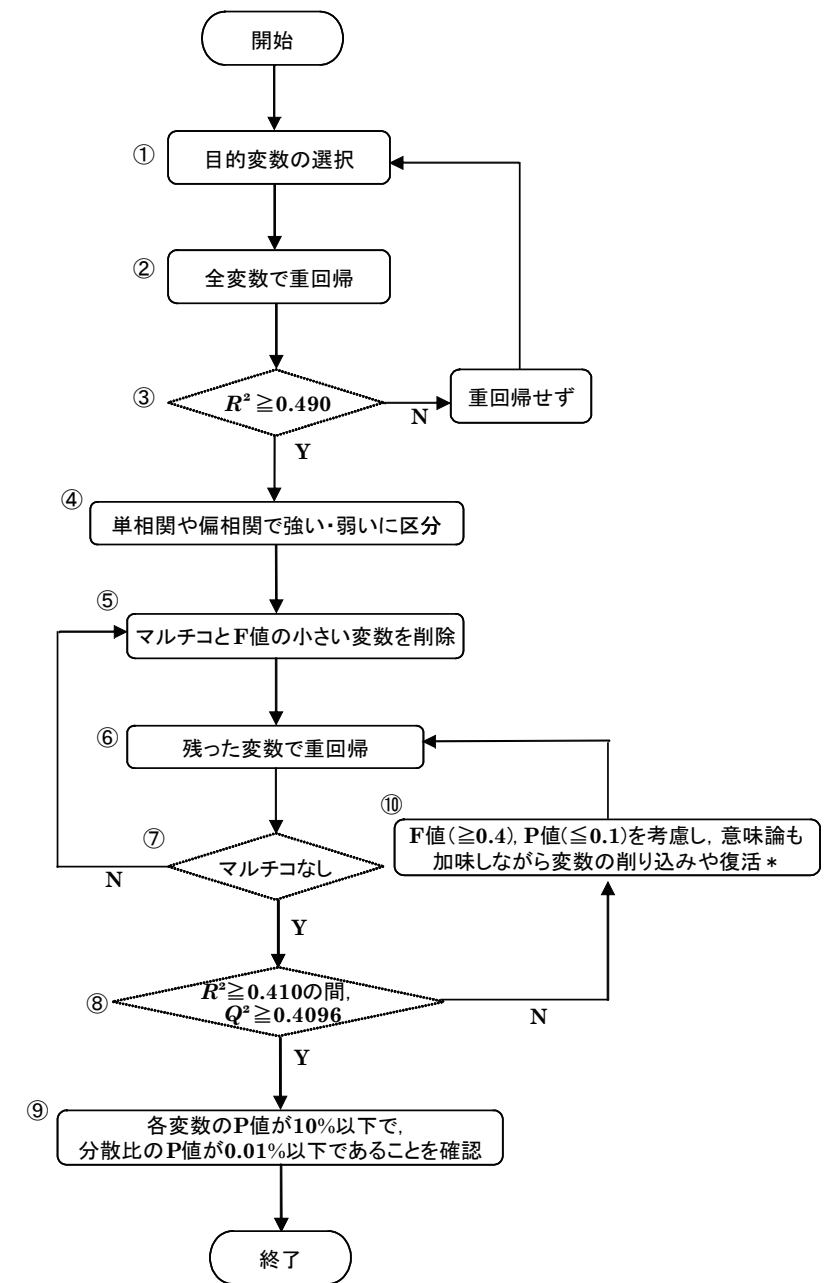 開始
①
目的変数の選択
②
全変数で重回帰
③
R²≧0.490
N
重回帰せず
Y
④
単相関や偏相関で強い・弱いに区分
⑤
マルチコとF値の小さい変数を削除
⑥
残った変数で重回帰
⑦
マルチコなし
N
Y
⑩
F値(≧0.4), P値(≦0.1)を考慮し, 意味論も
加味しながら変数の削り込みや復活*
⑧
R²≧0.410の間,
Q²≧0.4096
N
Y
⑨
各変数のP値が10%以下で,
分散比のP値が0.01%以下であることを確認
終了